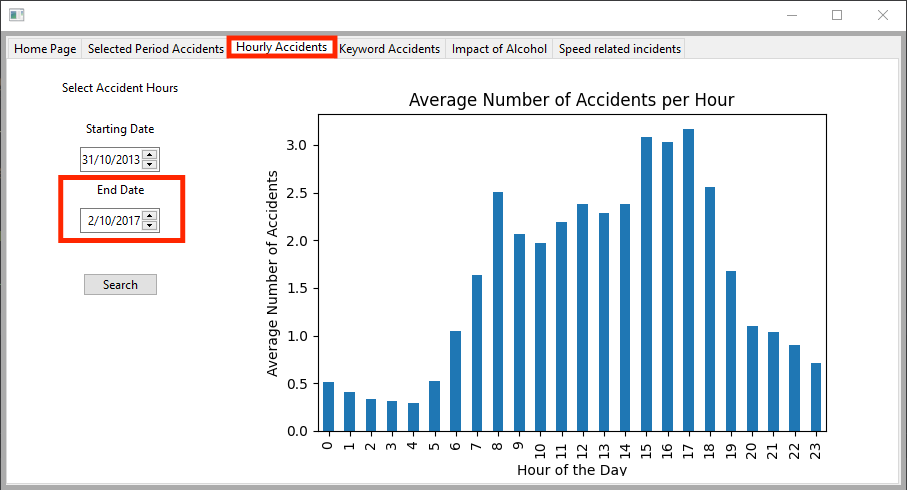 Home Page Selected Period Accidents Hourly Accidents Keyword Accidents Impact of Alcohol Speed related incidents
Select Accident Hours
Starting Date
31/10/2013
End Date
2/10/2017
Search
Average Number of Accidents per Hour
Average Number of Accidents
3.0
2.5
2.0
1.5
1.0
0.5
0.0
0 1 2 3 4 5 6 7 8 9 10 11 12 13 14 15 16 17 18 19 20 21 22 23
Hour of the Day